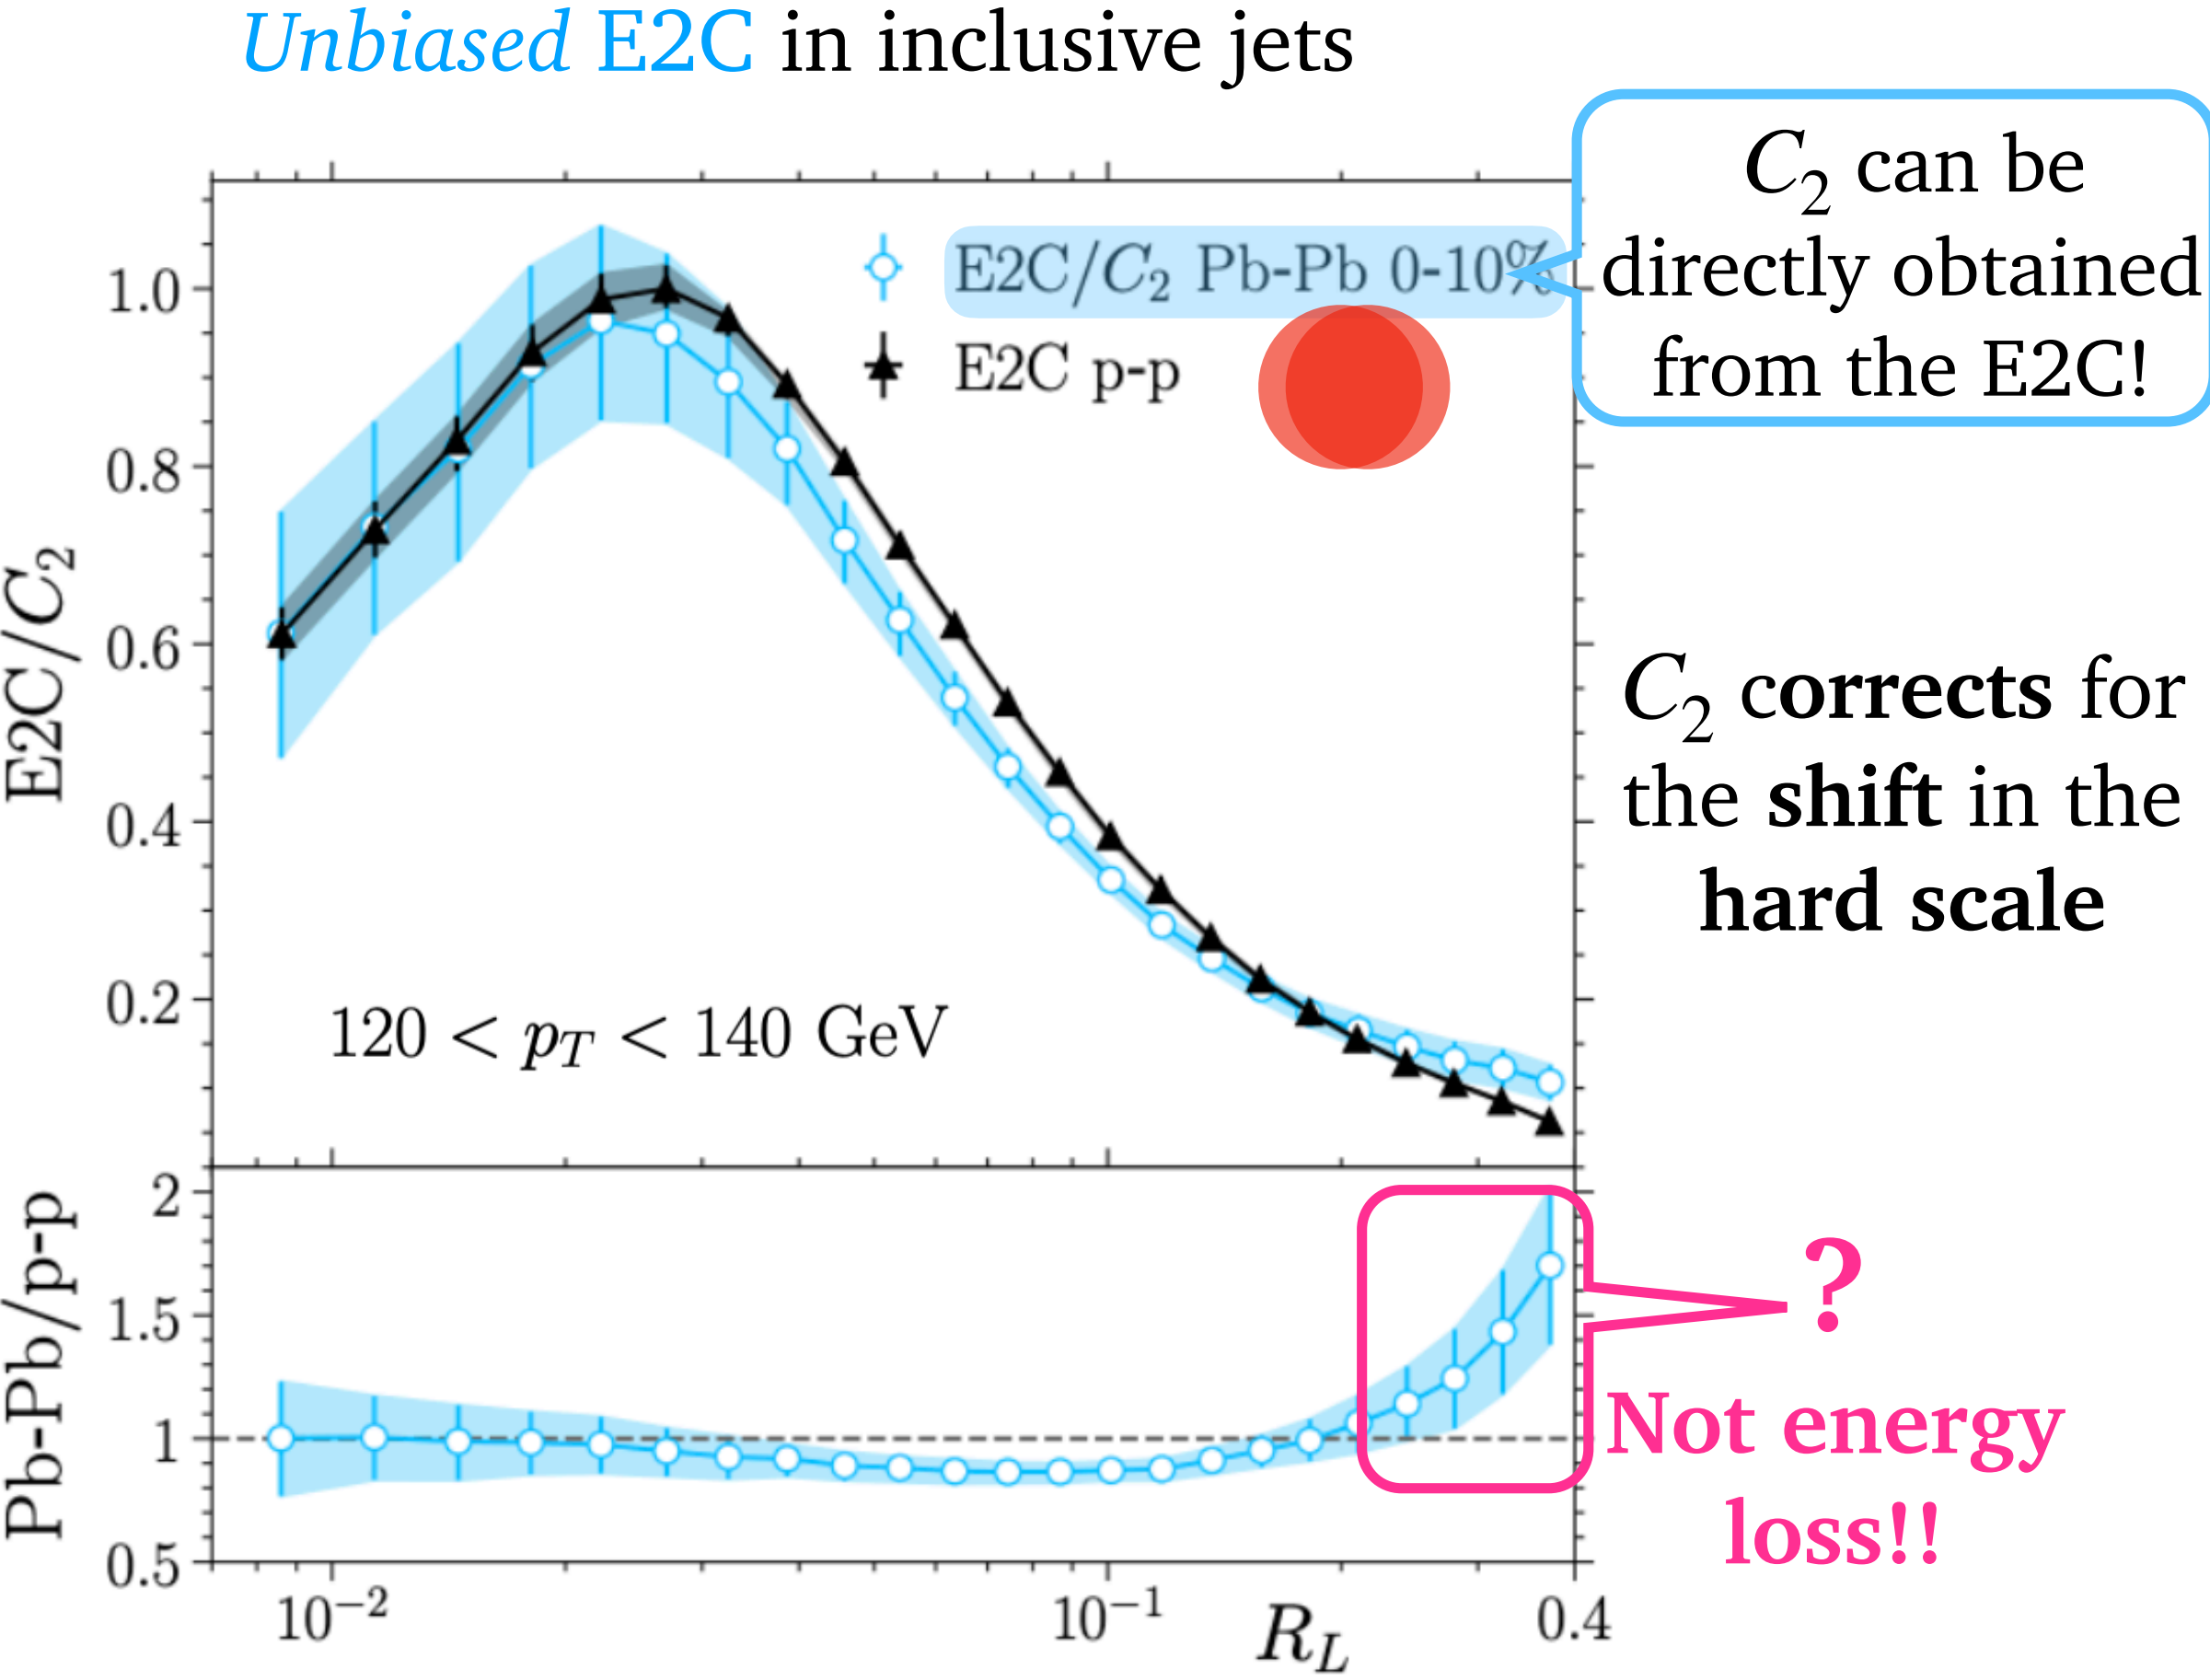 Unbiased E2C in inclusive jets
C₂ can be
directly obtained
from the E2C!
E2C/C₂ Pb-Pb 0-10%
E2C p-p
E2C/C₂
1.0
0.8
0.6
0.4
0.2
120 < p_T < 140 GeV
C₂ corrects for
the shift in the
hard scale
Pb-Pb/p-p
2
1.5
1
0.5
?
Not energy
loss!!
10⁻²
10⁻¹
0.4
R_L